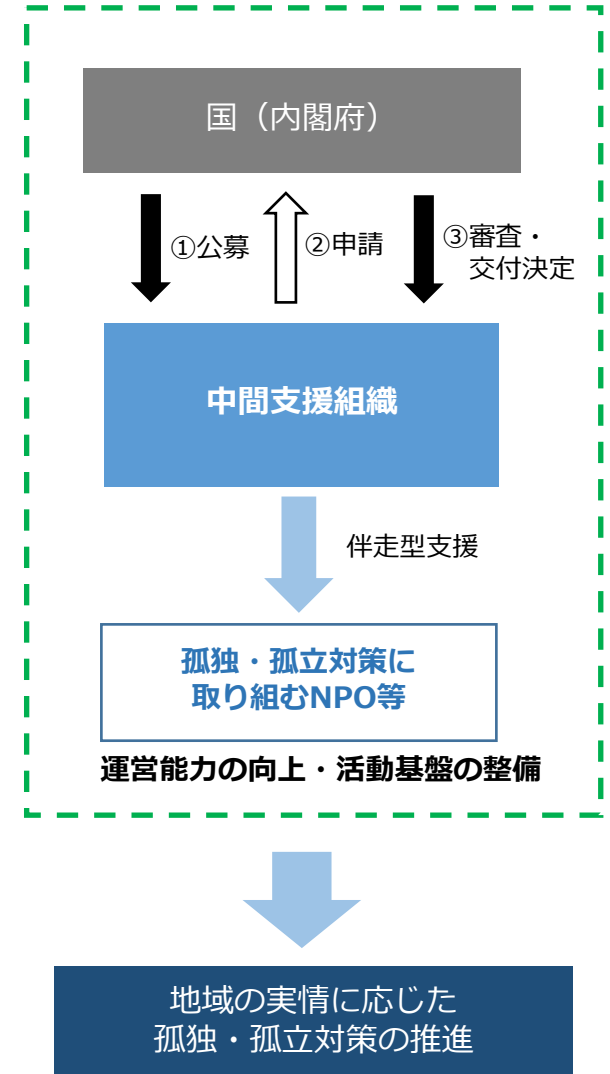 国（内閣府）
①公募
②申請
③審査・
交付決定
中間支援組織
伴走型支援
孤独・孤立対策に
取り組むNPO等
運営能力の向上・活動基盤の整備
地域の実情に応じた
孤独・孤立対策の推進